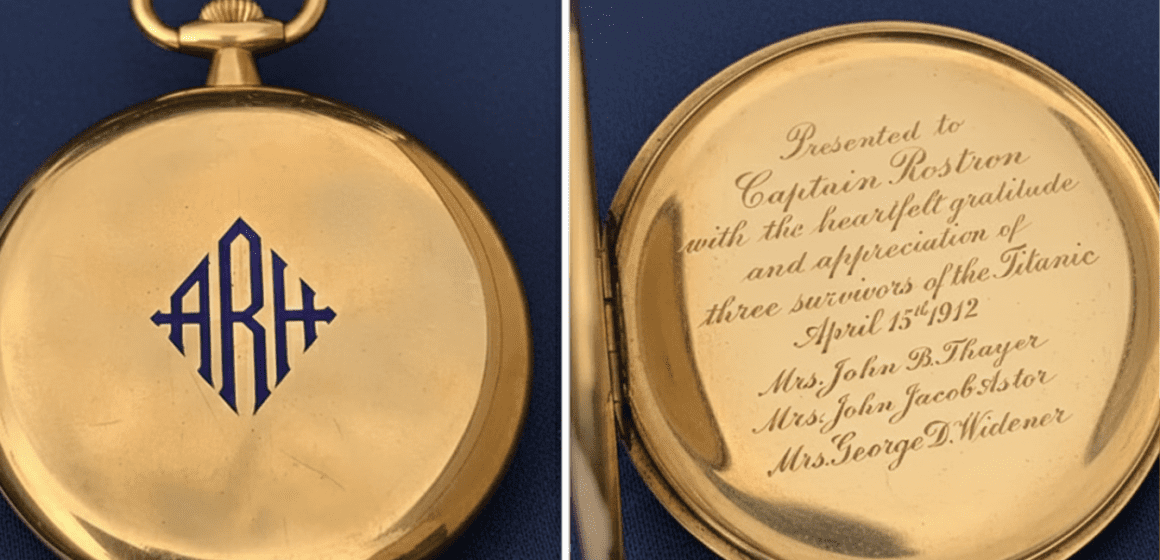 ARH
Presented to
Captain Rostron
with the heartfelt gratitude
and appreciation of
three survivors of the Titanic
April 15th 1912
Mrs. John B. Thayer
Mrs. John Jacob Astor
Mrs. George D. Widener